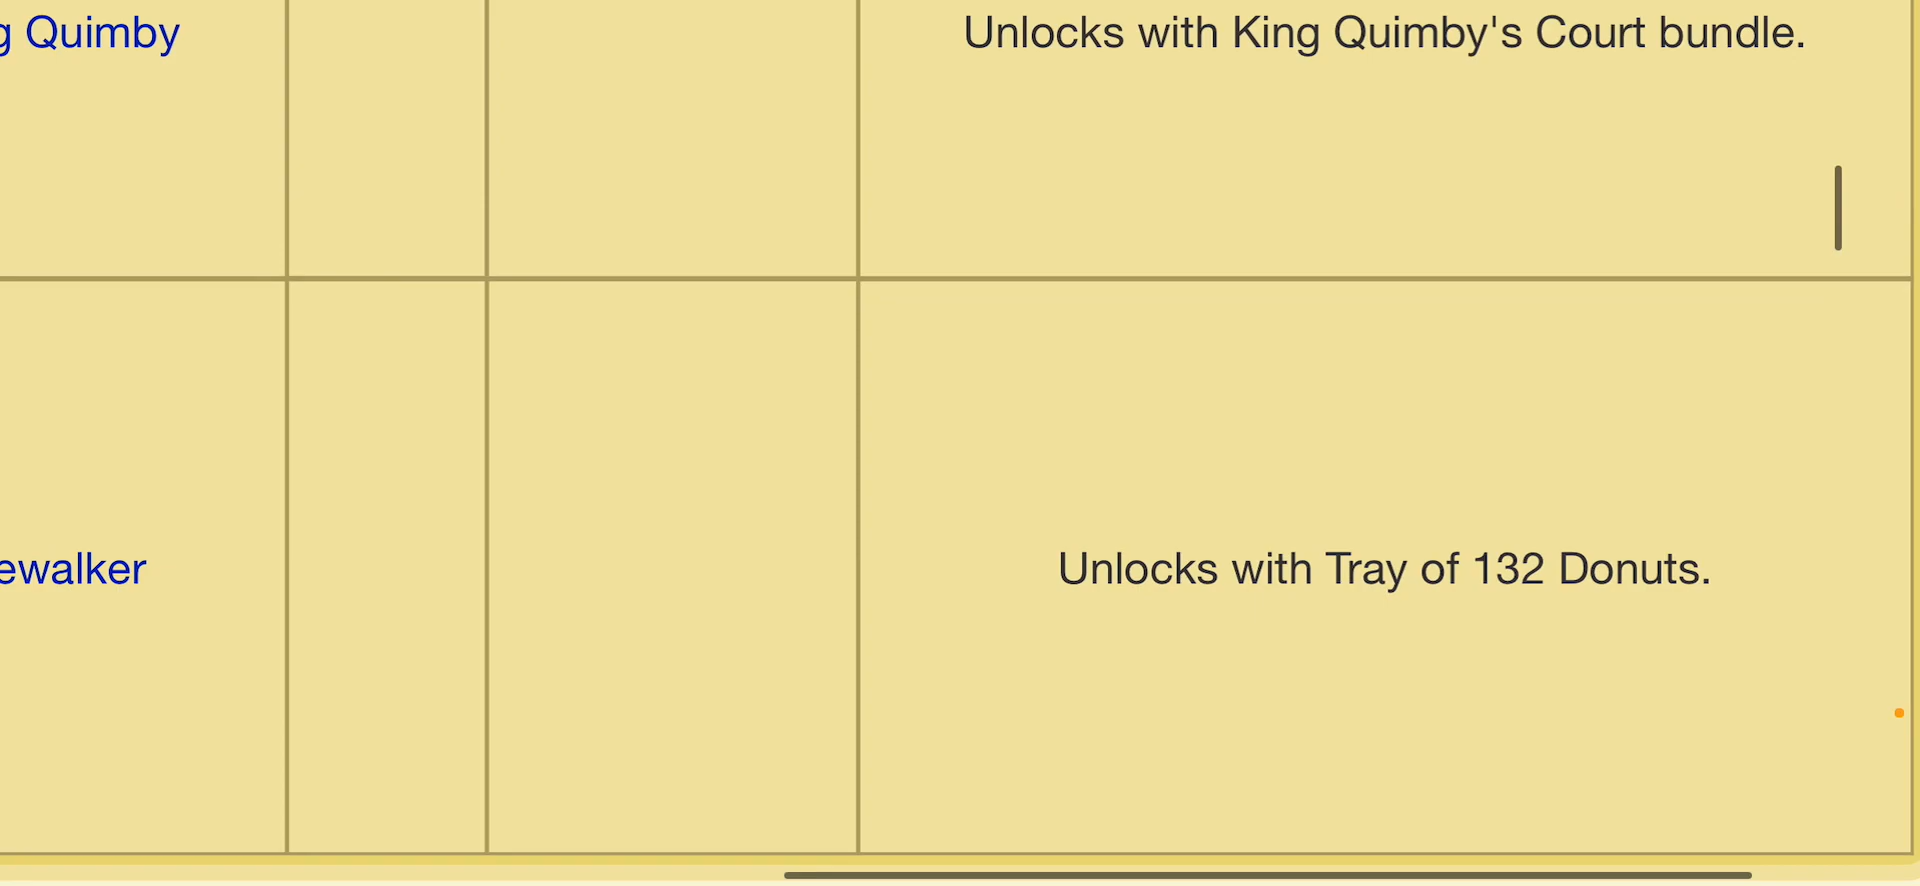 g Quimby
Unlocks with King Quimby's Court bundle.
ewalker
Unlocks with Tray of 132 Donuts.